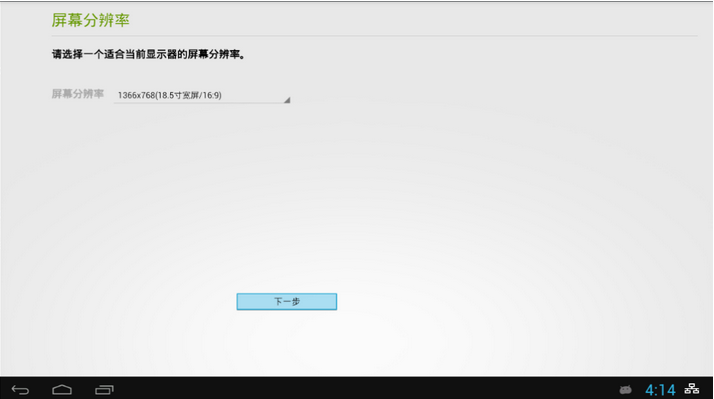 屏幕分辨率
请选择一个适合当前显示器的屏幕分辨率。
屏幕分辨率 1366x768(18.5寸宽屏/16:9)
下一步
4:14